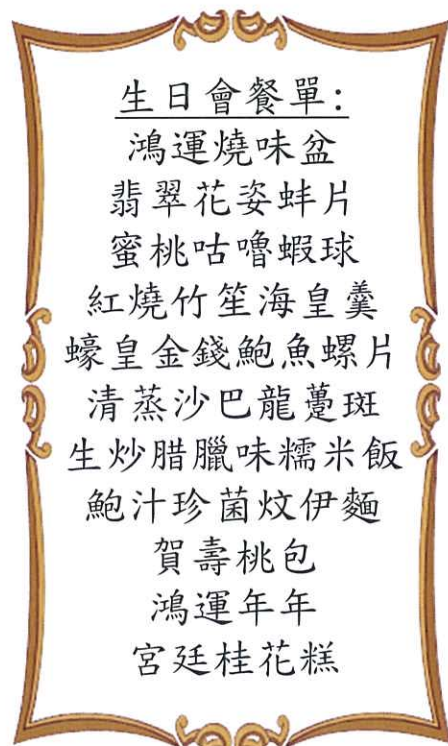 生日會餐單:
鴻運燒味盆
翡翠花姿蚌片
蜜桃咕嚕蝦球
紅燒竹笙海皇羹
蠔皇金錢鮑魚螺片
清蒸沙巴龍躉斑
生炒腊臘味糯米飯
鮑汁珍菌炆伊麵
賀壽桃包
鴻運年年
宮廷桂花糕